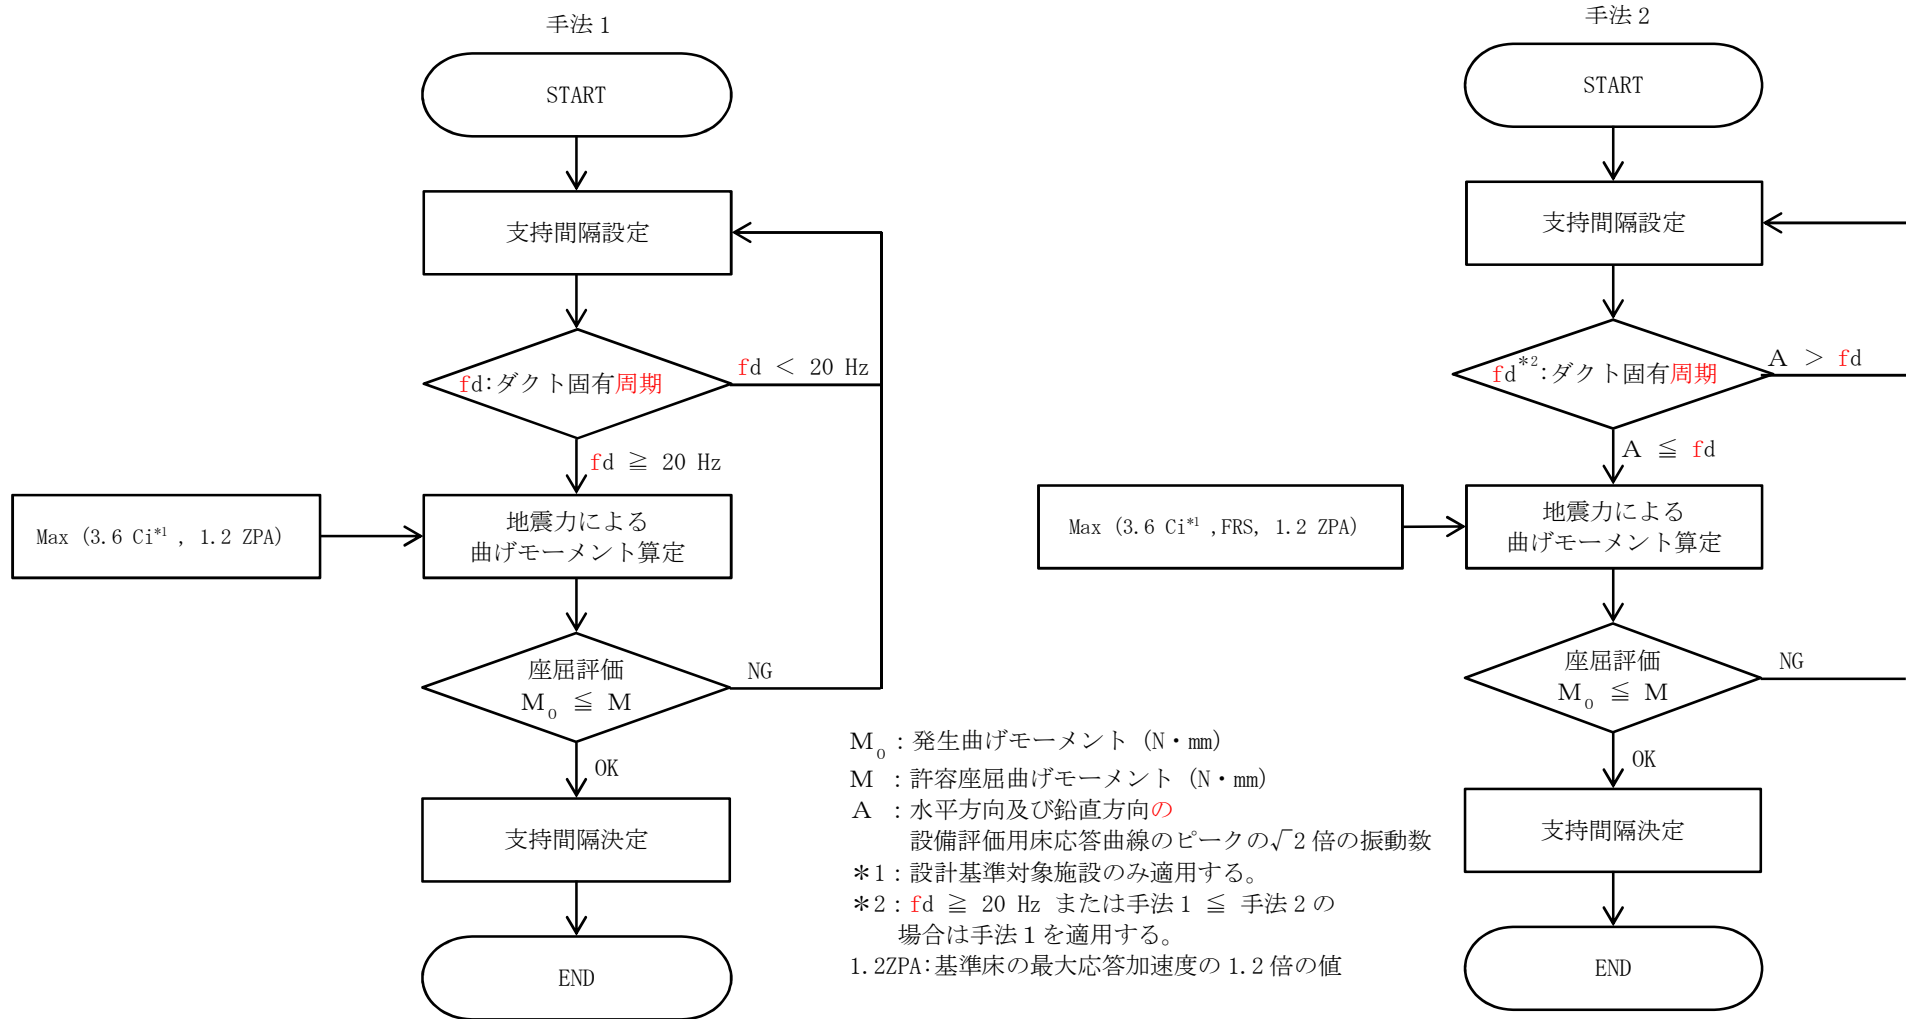 手法1
START
支持間隔設定
fd:ダクト固有周期
fd < 20 Hz
fd ≧ 20 Hz
Max (3.6 Ci*1 , 1.2 ZPA)
地震力による
曲げモーメント算定
座屈評価
M0 ≦ M
NG
OK
支持間隔決定
END
手法2
START
支持間隔設定
fd*2:ダクト固有周期
A > fd
A ≦ fd
Max (3.6 Ci*1 ,FRS, 1.2 ZPA)
地震力による
曲げモーメント算定
座屈評価
M0 ≦ M
NG
OK
支持間隔決定
END
M0:発生曲げモーメント (N・mm)
M :許容座屈曲げモーメント (N・mm)
A :水平方向及び鉛直方向の
設備評価用床応答曲線のピークの√2倍の振動数
*1:設計基準対象施設のみ適用する。
*2:fd ≧ 20 Hz または手法1 ≦ 手法2の
場合は手法1を適用する。
1.2ZPA:基準床の最大応答加速度の1.2倍の値